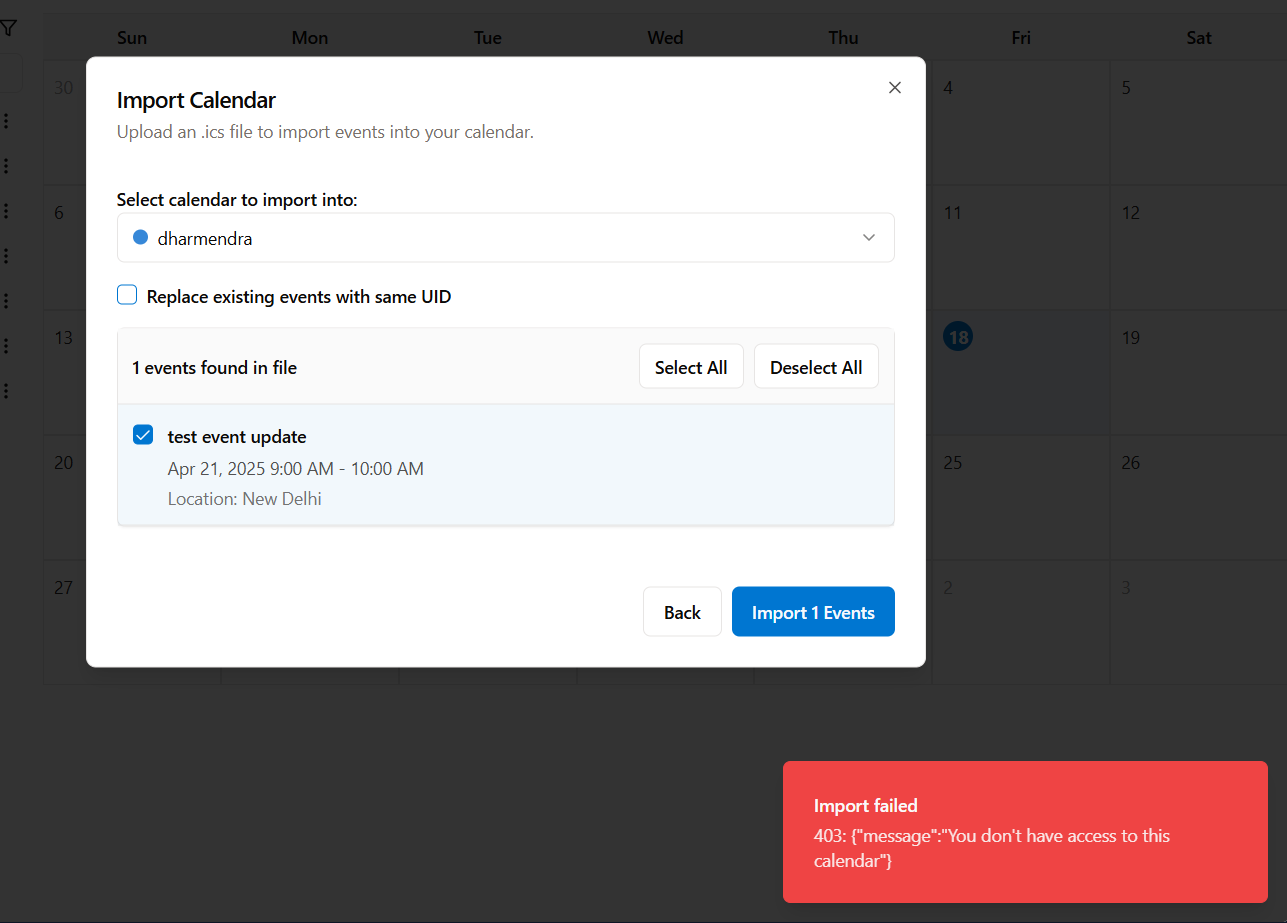 Sun Mon Tue Wed Thu Fri Sat
Import Calendar
Upload an .ics file to import events into your calendar.
Select calendar to import into:
dharmendra
Replace existing events with same UID
1 events found in file
Select All
Deselect All
test event update
Apr 21, 2025 9:00 AM - 10:00 AM
Location: New Delhi
Back
Import 1 Events
30 4 5
6 11 12
13 18 19
20 25 26
27 2 3
Import failed
403: {"message":"You don't have access to this
calendar"}